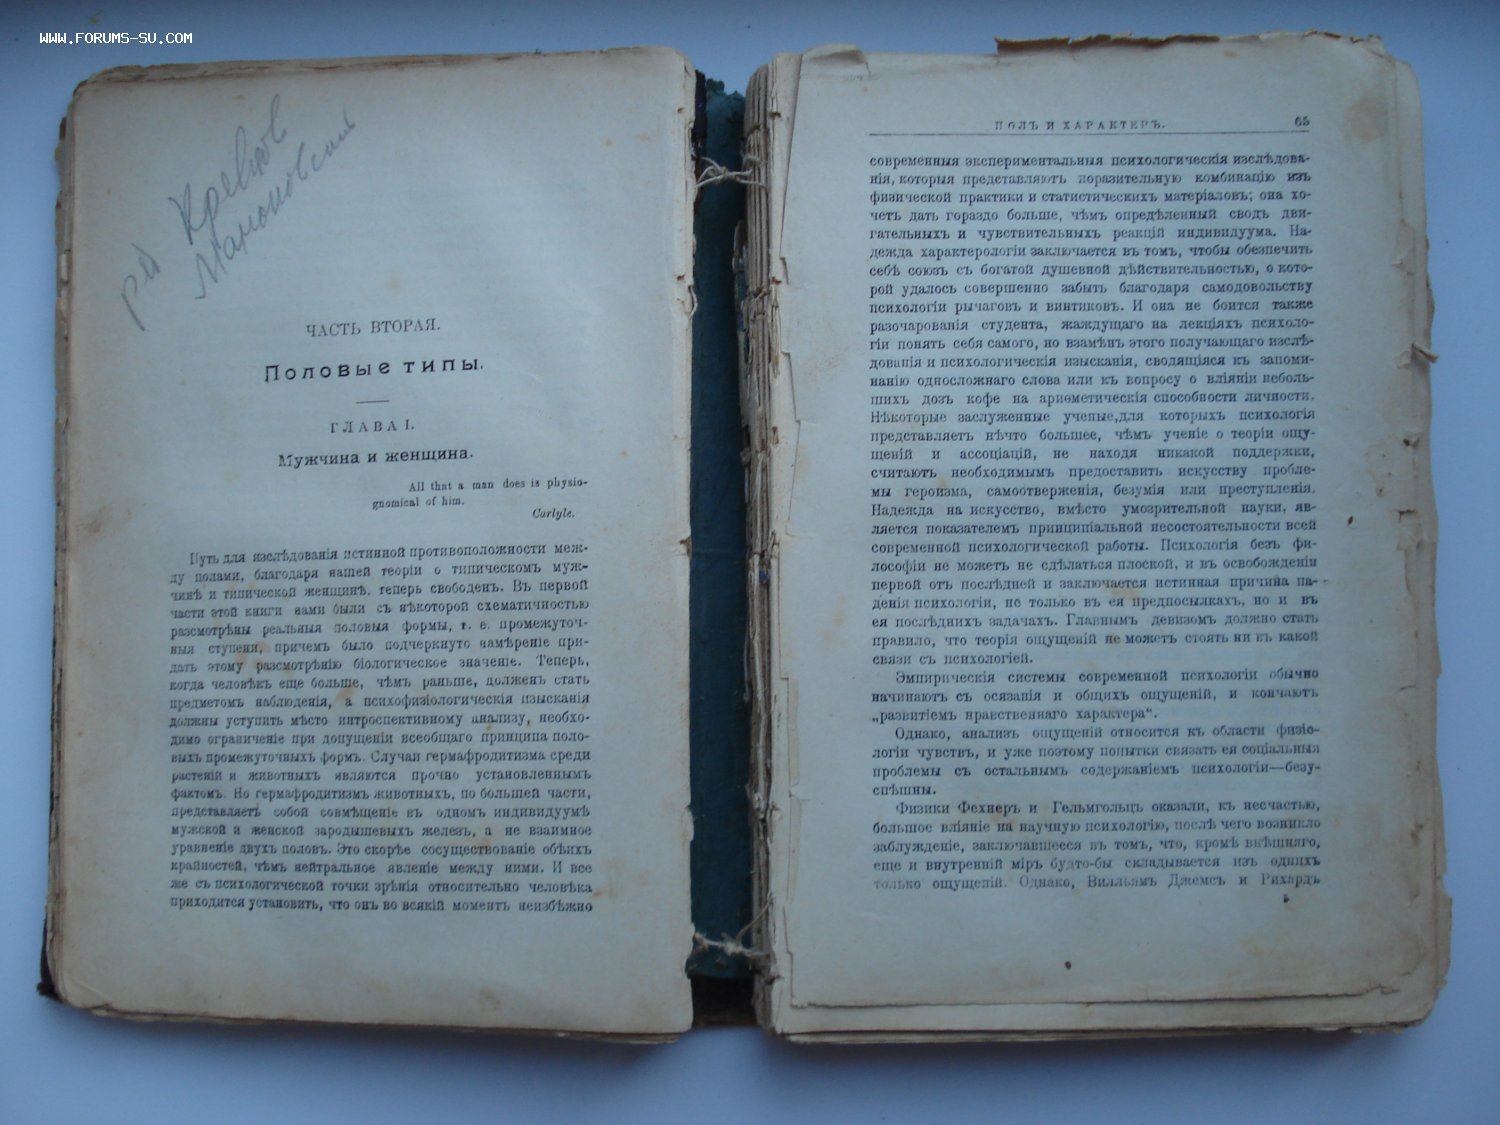 WWW.FORUMS-SU.COM
ЧАСТЬ ВТОРАЯ.
Половые типы.
ГЛАВА I.
Мужчина и женщина.
All that a man does is physio-
gnomical of him.
Carlyle.
Путь для изслѣдованія истинной противоположности меж-
ду полами, благодаря нашей теоріи о типическомъ муж-
чинѣ и типической женщинѣ, теперь свободенъ. Въ первой
части этой книги нами были съ нѣкоторой схематичностью
разсмотрѣны реальныя половыя формы, т. е. промежуточ-
ныя ступени, причемъ было подчеркнуто намѣреніе при-
дать этому разсмотрѣнію біологическое значеніе. Теперь,
когда человѣкъ еще больше, чѣмъ раньше, долженъ стать
предметомъ наблюденія, а психофизіологическія изысканія
должны уступить мѣсто интроспективному анализу, необхо-
димо ограниченіе при допущеніи всеобщаго принципа поло-
выхъ промежуточныхъ формъ. Случаи гермафродитизма среди
растеній и животныхъ являются прочно установленнымъ
фактомъ. Но гермафродитизмъ животныхъ, по большей части,
представляетъ собой совмѣщеніе въ одномъ индивидуумѣ
мужской и женской зародышевыхъ железъ, а не взаимное
уравненіе двухъ половъ. Это скорѣе сосуществованіе обѣихъ
крайностей, чѣмъ нейтральное явленіе между ними. И все
же съ психологической точки зрѣнія относительно человѣка
приходится установить, что онъ во всякій моментъ неизбѣжно
ПОЛЪ И ХАРАКТЕРЪ. 65
современныя экспериментальныя психологическія изслѣдова-
нія, которыя представляютъ поразительную комбинацію изъ
физической практики и статистическихъ матеріаловъ; она хо-
четъ дать гораздо больше, чѣмъ опредѣленный сводъ дви-
гательныхъ и чувствительныхъ реакцій индивидуума. На-
дежда характерологіи заключается въ томъ, чтобы обезпечить
себѣ союзъ съ богатой душевной дѣйствительностью, о кото-
рой удалось совершенно забыть благодаря самодовольству
психологіи рычаговъ и винтиковъ. И она не боится также
разочарованія студента, жаждущаго на лекціяхъ психоло-
гіи понять себя самого, но взамѣнъ этого получающаго изслѣ-
дованія и психологическія изысканія, сводящіяся къ запоми-
нанію односложнаго слова или къ вопросу о вліяніи неболь-
шихъ дозъ кофе на ариѳметическія способности личности.
Нѣкоторые заслуженные ученые,для которыхъ психологія
представляетъ нѣчто большее, чѣмъ ученіе о теоріи ощу-
щеній и ассоціацій, не находя никакой поддержки,
считаютъ необходимымъ предоставить искусству пробле-
мы героизма, самоотверженія, безумія или преступленія.
Надежда на искусство, вмѣсто умозрительной науки, яв-
ляется показателемъ принципіальной несостоятельности всей
современной психологической работы. Психологія безъ фи-
лософіи не можетъ не сдѣлаться плоской, и въ освобожденіи
первой отъ послѣдней и заключается истинная причина па-
денія психологіи, не только въ ея предпосылкахъ, но и въ
ея послѣднихъ задачахъ. Главнымъ девизомъ должно стать
правило, что теорія ощущеній не можетъ стоять ни въ какой
связи съ психологіей.
Эмпирическія системы современной психологіи обычно
начинаютъ съ осязанія и общихъ ощущеній, и кончаютъ
„развитіемъ нравственнаго характера“.
Однако, анализъ ощущеній относится къ области физіо-
логіи чувствъ, и уже поэтому попытки связать ея соціальныя
проблемы съ остальнымъ содержаніемъ психологіи—безу-
спѣшны.
Физики Фехнеръ и Гельмгольцъ оказали, къ несчастью,
большое вліяніе на научную психологію, послѣ чего возникло
заблужденіе, заключавшееся въ томъ, что, кромѣ внѣшняго,
еще и внутренній міръ будто-бы складывается изъ однихъ
только ощущеній. Однако, Вилльямъ Джемсъ и Рихардъ